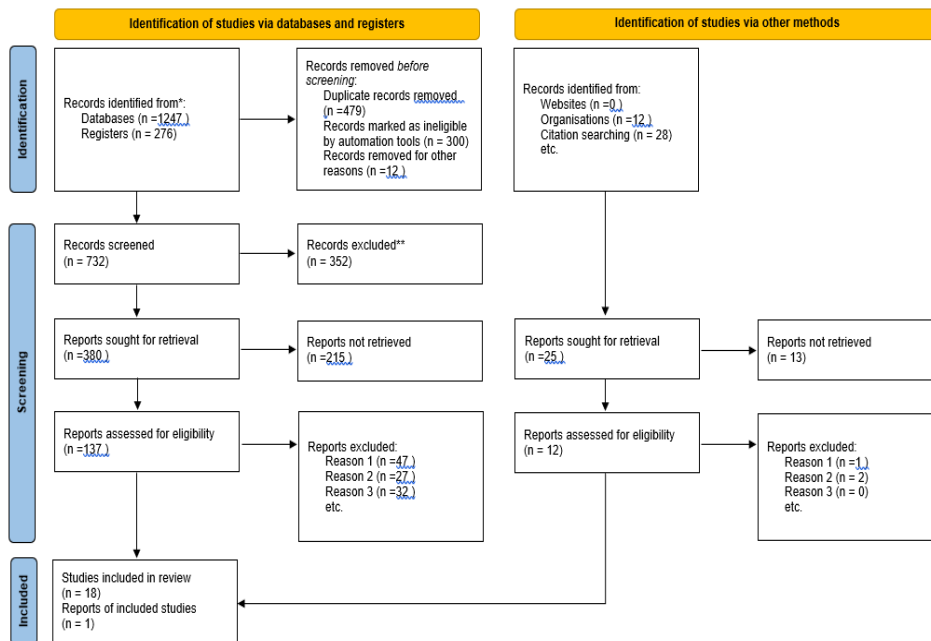 Identification of studies via databases and registers
Identification of studies via other methods
Identification
Records identified from*:
Databases (n =1247 )
Registers (n = 276)
Records removed before
screening:
Duplicate records removed
(n =479)
Records marked as ineligible
by automation tools (n = 300)
Records removed for other
reasons (n =12 )
Records identified from:
Websites (n =0 )
Organisations (n =12 )
Citation searching (n = 28)
etc.
Screening
Records screened
(n = 732)
Records excluded**
(n = 352)
Reports sought for retrieval
(n =380 )
Reports not retrieved
(n =215 )
Reports sought for retrieval
(n =25 )
Reports not retrieved
(n = 13)
Reports assessed for eligibility
(n =137 )
Reports excluded:
Reason 1 (n =47 )
Reason 2 (n =27 )
Reason 3 (n =32 )
etc.
Reports assessed for eligibility
(n = 12)
Reports excluded:
Reason 1 (n =1 )
Reason 2 (n = 2)
Reason 3 (n = 0)
etc.
Included
Studies included in review
(n = 18)
Reports of included studies
(n = 1)